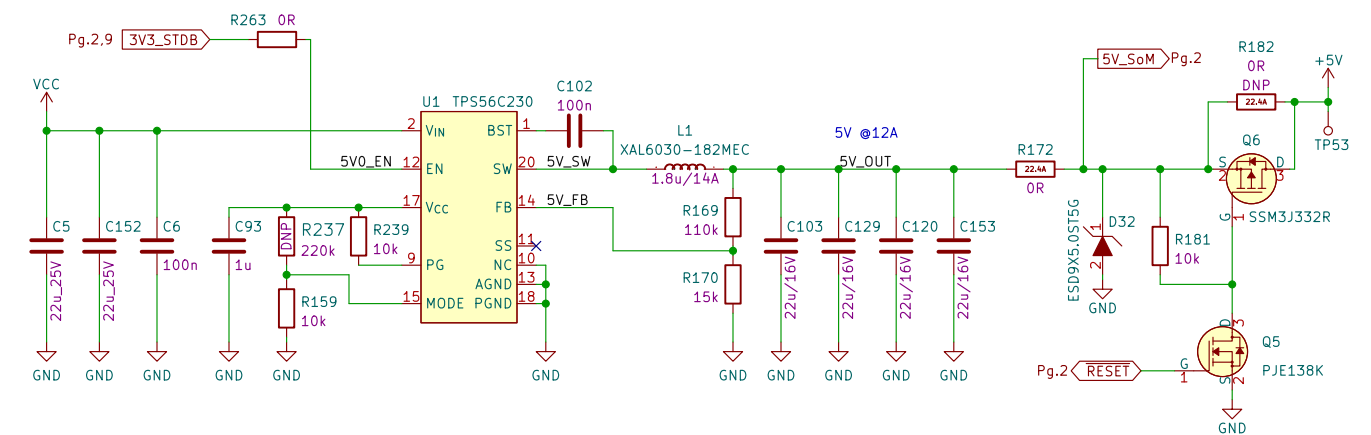 R263 0R
Pg.2,9 3V3_STDB
VCC
C5
22u_25V
GND
C152
22u_25V
GND
C6
100n
GND
C93
1u
GND
R237
DNP
220k
R159
10k
GND
R239
10k
5V0_EN
U1 TPS56C230
2 VIN
12 EN
17 VCC
9 PG
15 MODE
BST 1
SW 20
FB 14
SS 11
NC 10
AGND 13
PGND 18
GND
C102
100n
5V_SW
5V_FB
L1
XAL6030-182MEC
1.8u/14A
R169
110k
R170
15k
GND
5V @12A
5V_OUT
C103
22u/16V
GND
C129
22u/16V
GND
C120
22u/16V
GND
C153
22u/16V
GND
R172
22.4A
0R
5V_SoM Pg.2
D32
ESD9X5.0ST5G
1
2
GND
R181
10k
R182
0R
DNP
22.4A
+5V
TP53
Q6
S
2
D
3
G
1
SSM3J332R
Q5
PJE138K
D
3
G
1
S
2
GND
Pg.2 RESET